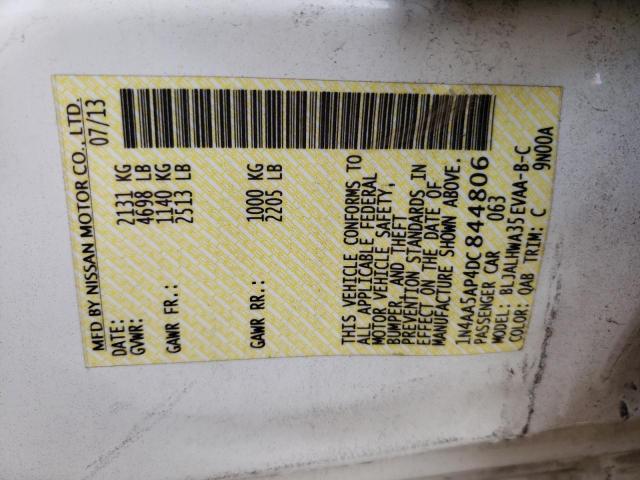 MFD BY NISSAN MOTOR CO., LTD.
DATE: 07/13
GVWR: 2131 KG
4698 LB
GAWR FR.: 1140 KG
2513 LB
GAWR RR.: 1000 KG
2205 LB
THIS VEHICLE CONFORMS TO
ALL APPLICABLE FEDERAL
MOTOR VEHICLE SAFETY,
BUMPER, AND THEFT
PREVENTION STANDARDS IN
EFFECT ON THE DATE OF
MANUFACTURE SHOWN ABOVE.
1N4AA5AP4DC844806
PASSENGER CAR 063
MODEL: BLJALHWA35EVAA-B-C
COLOR: QAB TRIM: C 9N00A